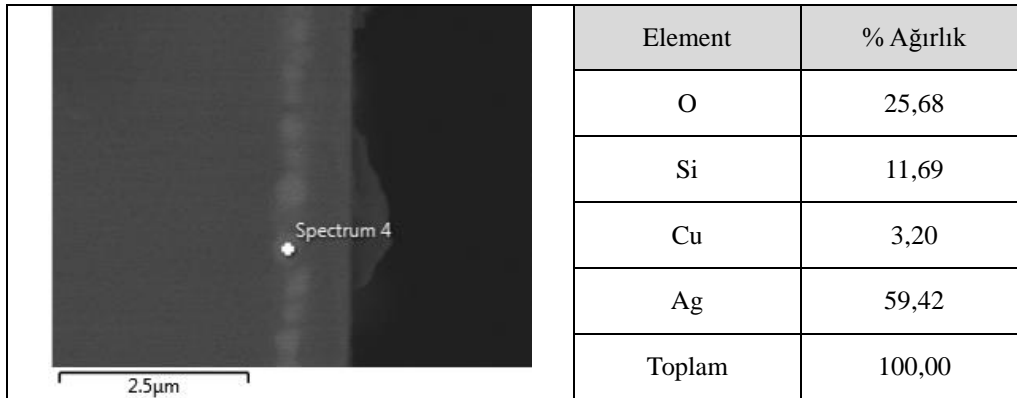 Spectrum 4
2.5µm
Element % Ağırlık
O 25,68
Si 11,69
Cu 3,20
Ag 59,42
Toplam 100,00